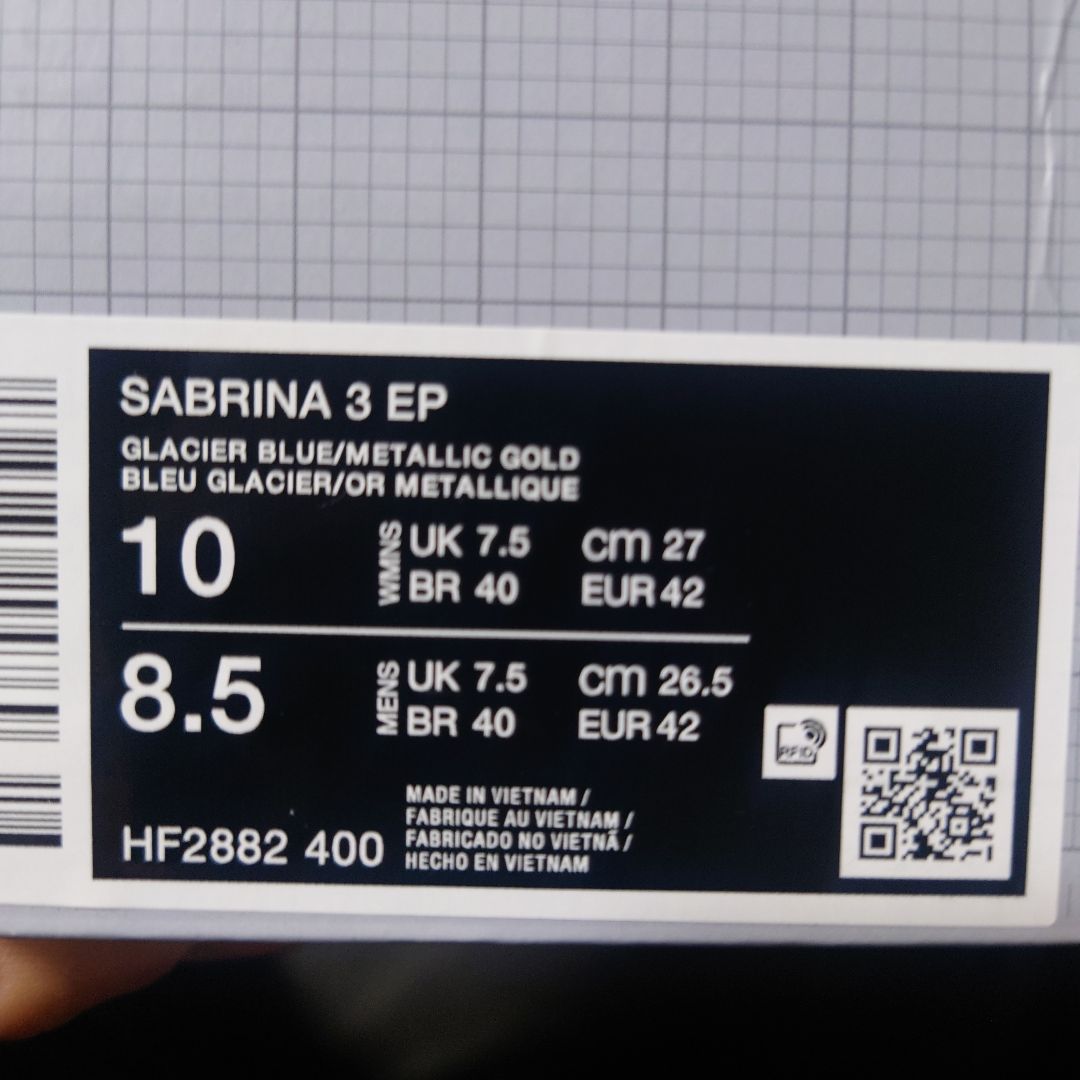 SABRINA 3 EP
GLACIER BLUE/METALLIC GOLD
BLEU GLACIER/OR METALLIQUE
10 WMNS UK 7.5 cm 27
BR 40 EUR 42
8.5 MENS UK 7.5 cm 26.5
BR 40 EUR 42
RFID
HF2882 400
MADE IN VIETNAM /
FABRIQUE AU VIETNAM /
FABRICADO NO VIETNÃ /
HECHO EN VIETNAM